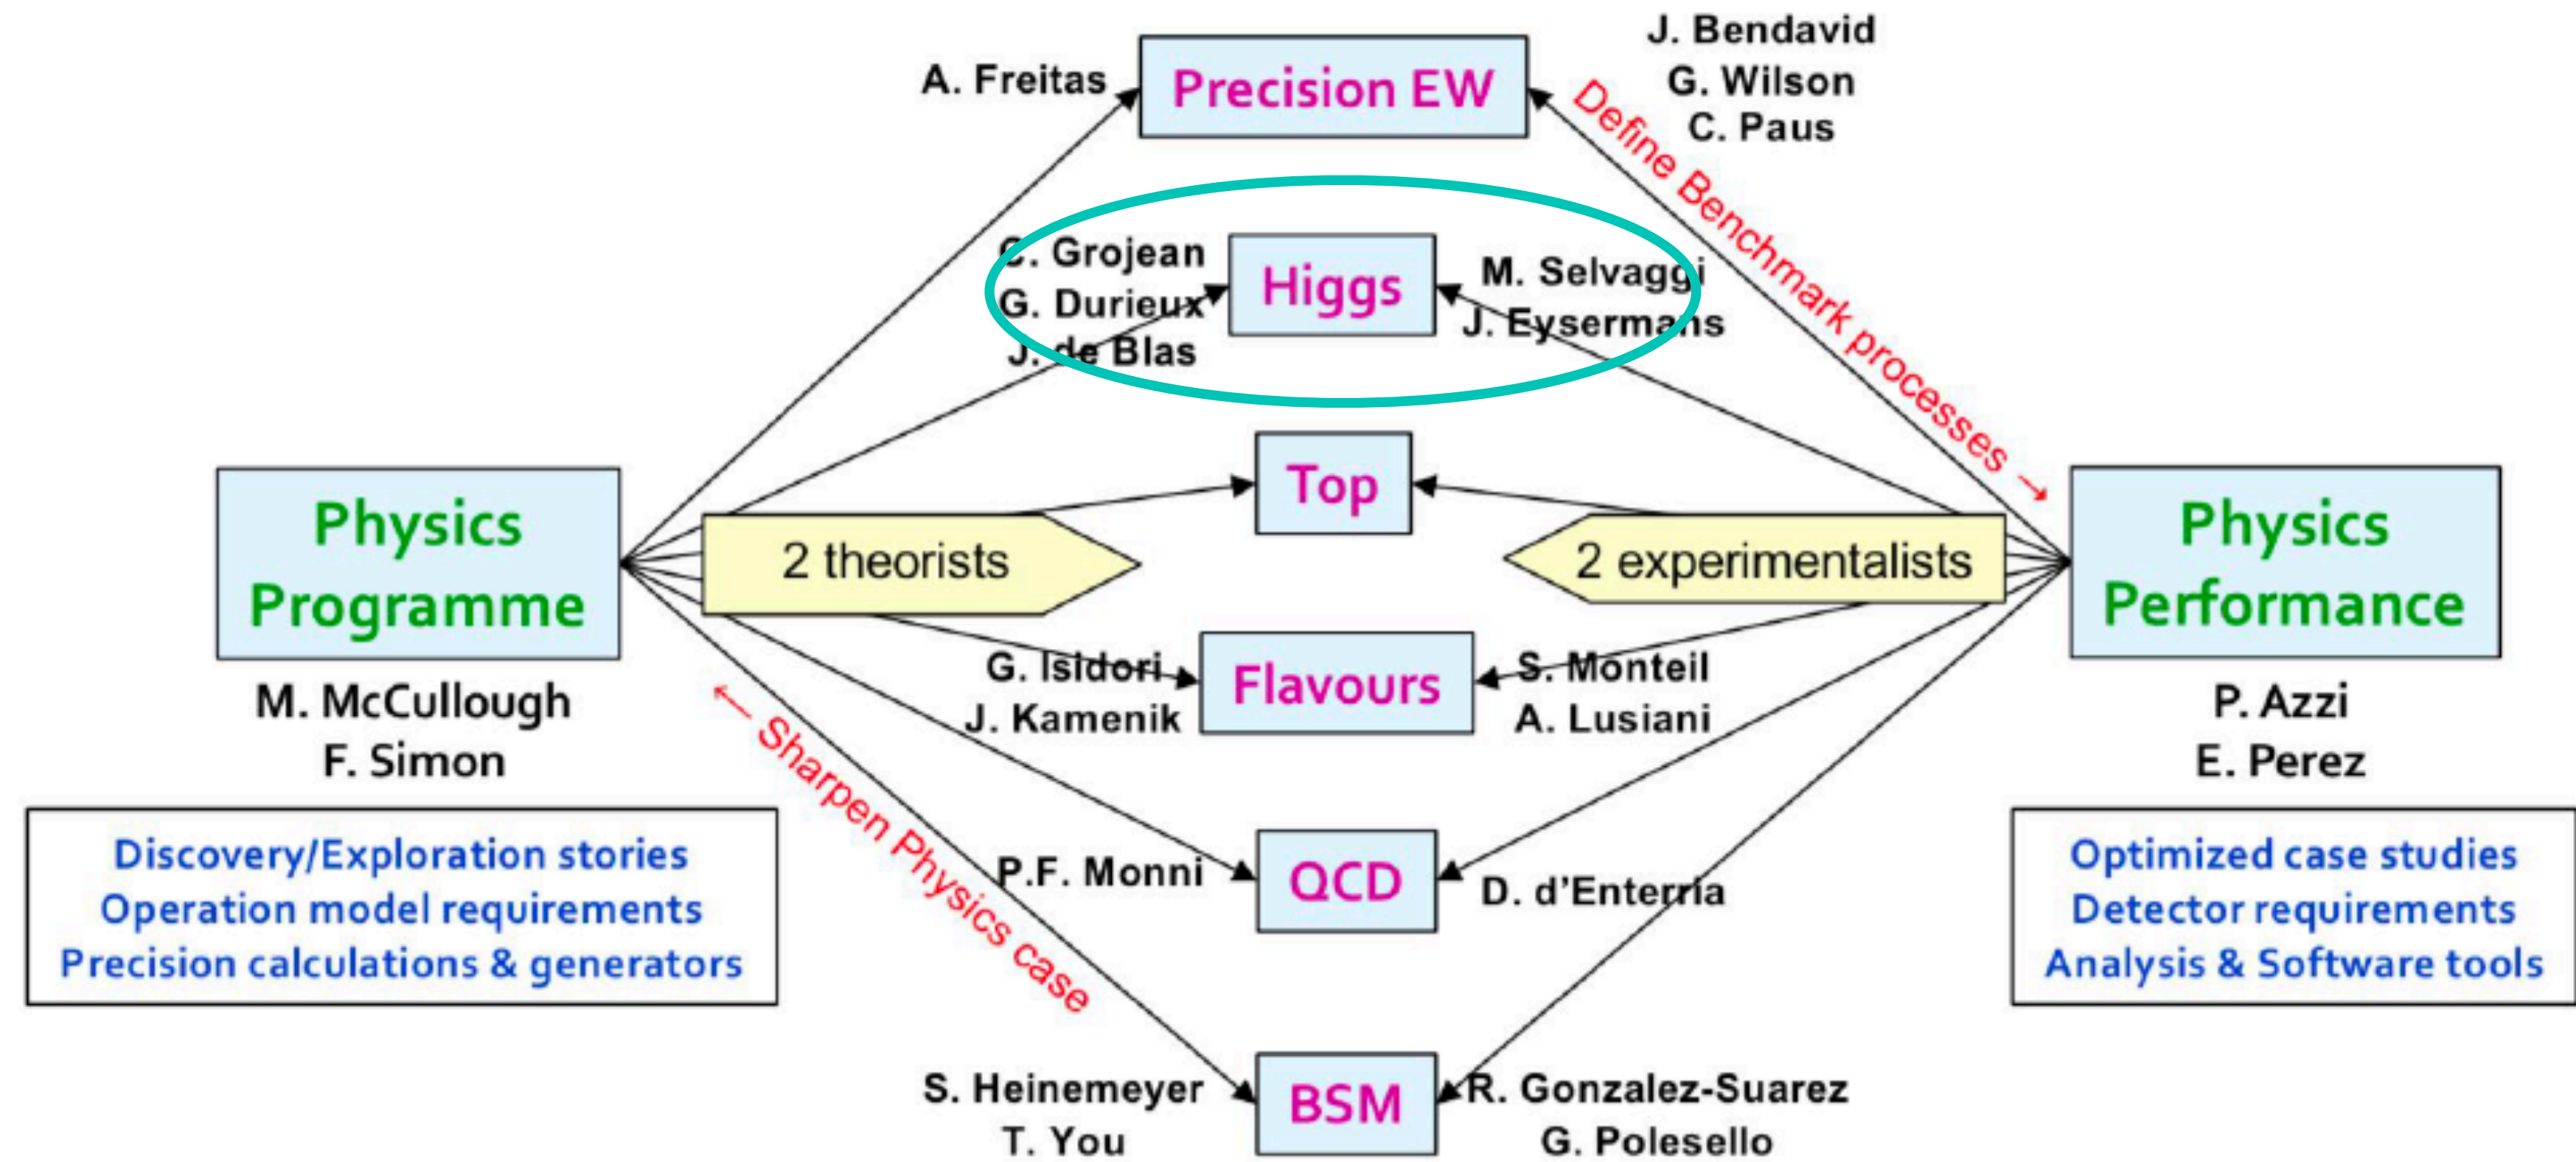 J. Bendavid
A. Freitas
Precision EW
G. Wilson
C. Paus
Define Benchmark processes →
C. Grojean
G. Durieux
J. de Blas
Higgs
M. Selvaggi
J. Eysermans
Top
2 theorists
2 experimentalists
Physics
Programme
M. McCullough
F. Simon
Physics
Performance
P. Azzi
E. Perez
G. Isidori
J. Kamenik
Flavours
S. Monteil
A. Lusiani
← Sharpen Physics case
Discovery/Exploration stories
Operation model requirements
Precision calculations & generators
P.F. Monni
QCD
D. d'Enterria
Optimized case studies
Detector requirements
Analysis & Software tools
S. Heinemeyer
T. You
BSM
R. Gonzalez-Suarez
G. Polesello